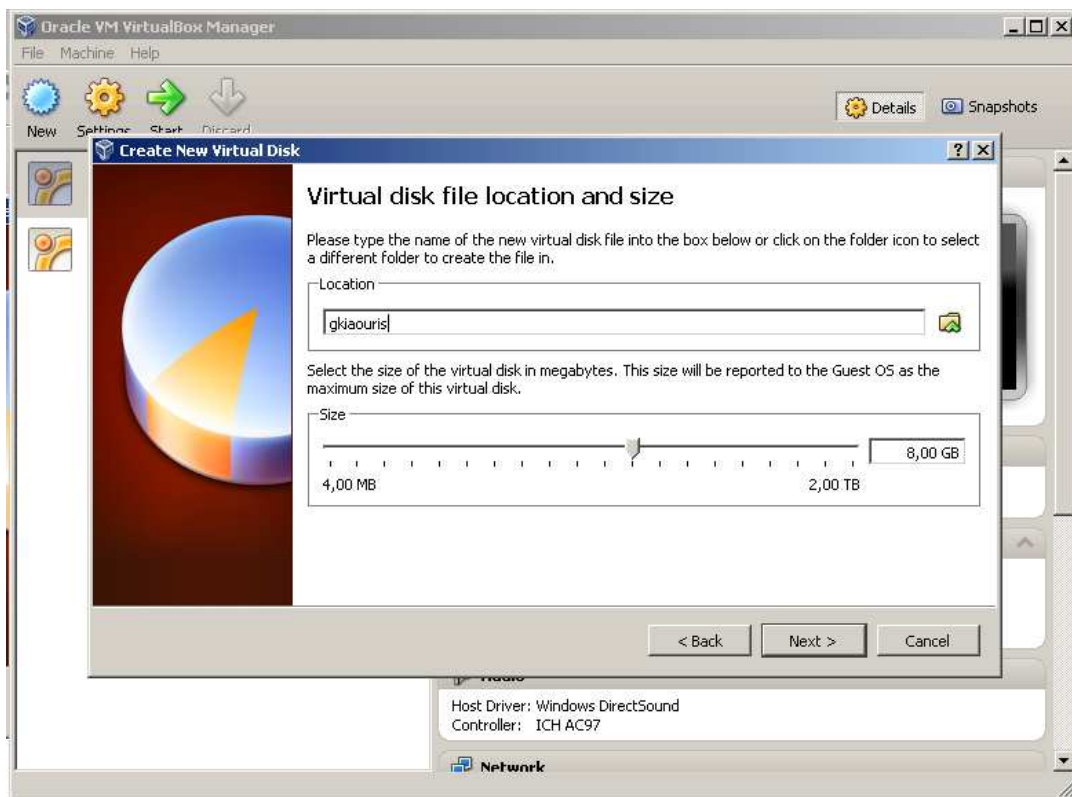 Oracle VM VirtualBox Manager
File Machine Help
New Settings Start Discard
Details Snapshots
Create New Virtual Disk
Virtual disk file location and size
Please type the name of the new virtual disk file into the box below or click on the folder icon to select
a different folder to create the file in.
Location
gkiaouris
Select the size of the virtual disk in megabytes. This size will be reported to the Guest OS as the
maximum size of this virtual disk.
Size
8,00 GB
4,00 MB 2,00 TB
< Back Next > Cancel
Audio
Host Driver: Windows DirectSound
Controller: ICH AC97
Network